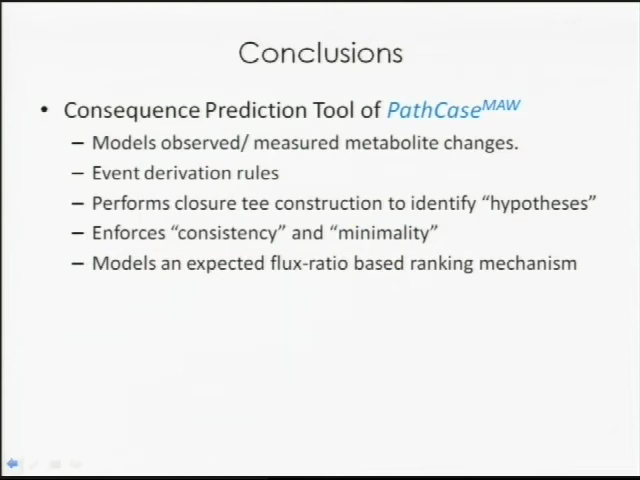 Conclusions
• Consequence Prediction Tool of PathCaseMAW
– Models observed/ measured metabolite changes.
– Event derivation rules
– Performs closure tee construction to identify “hypotheses”
– Enforces “consistency” and “minimality”
– Models an expected flux-ratio based ranking mechanism